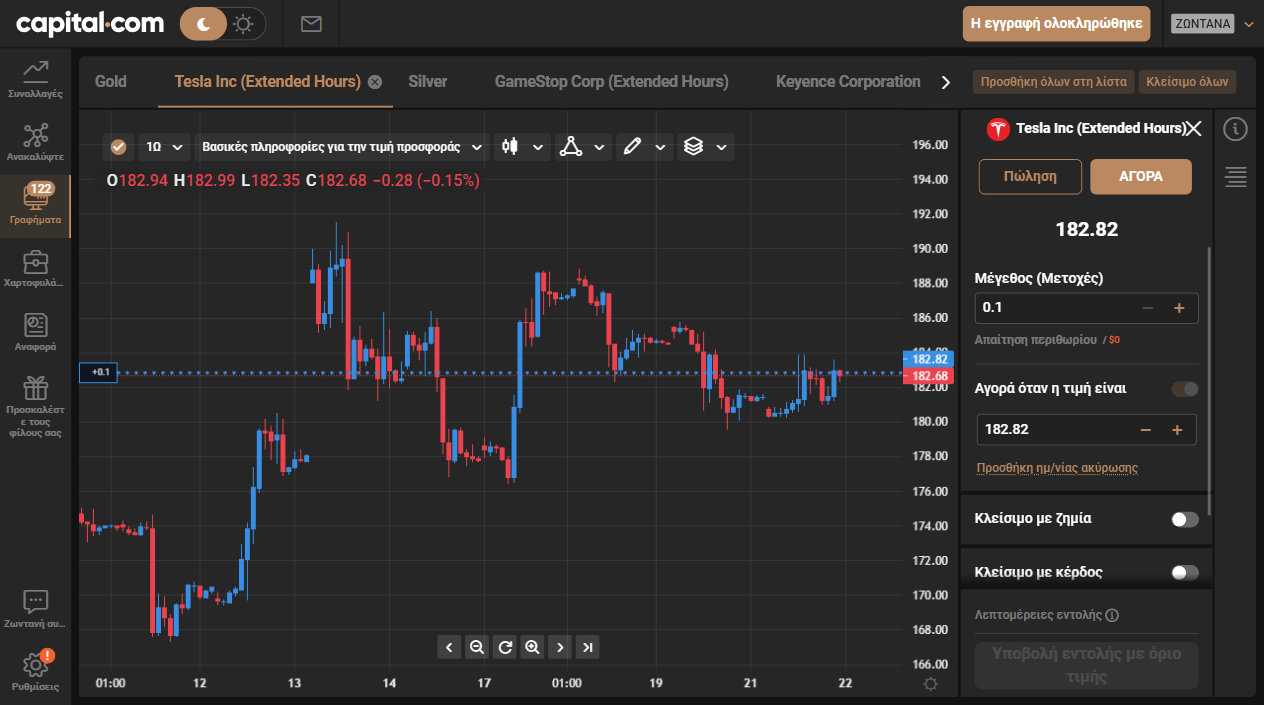 capital.com
Η εγγραφή ολοκληρώθηκε
ΖΩΝΤΑΝΑ
Συναλλαγές
Ανακαλύψτε
122
Γραφήματα
Χαρτοφυλά...
Αναφορά
Προσκαλέστ
ε τους
φίλους σας
Ζωντανή συ...
!
Ρυθμίσεις
Gold
Tesla Inc (Extended Hours)
Silver
GameStop Corp (Extended Hours)
Keyence Corporation
Προσθήκη όλων στη λίστα
Κλείσιμο όλων
1Ω
Βασικές πληροφορίες για την τιμή προσφοράς
O182.94 H182.99 L182.35 C182.68 −0.28 (−0.15%)
196.00
194.00
192.00
190.00
188.00
186.00
184.00
182.82
182.68
182.00
180.00
178.00
176.00
174.00
172.00
170.00
168.00
166.00
+0.1
01:00 12 13 14 17 01:00 19 21 22
Tesla Inc (Extended Hours)
Πώληση
ΑΓΟΡΑ
182.82
Μέγεθος (Μετοχές)
0.1
Απαίτηση περιθωρίου / $0
Αγορά όταν η τιμή είναι
182.82
Προσθήκη ημ/νίας ακύρωσης
Κλείσιμο με ζημία
Κλείσιμο με κέρδος
Λεπτομέρειες εντολής
Υποβολή εντολής με όριο
τιμής